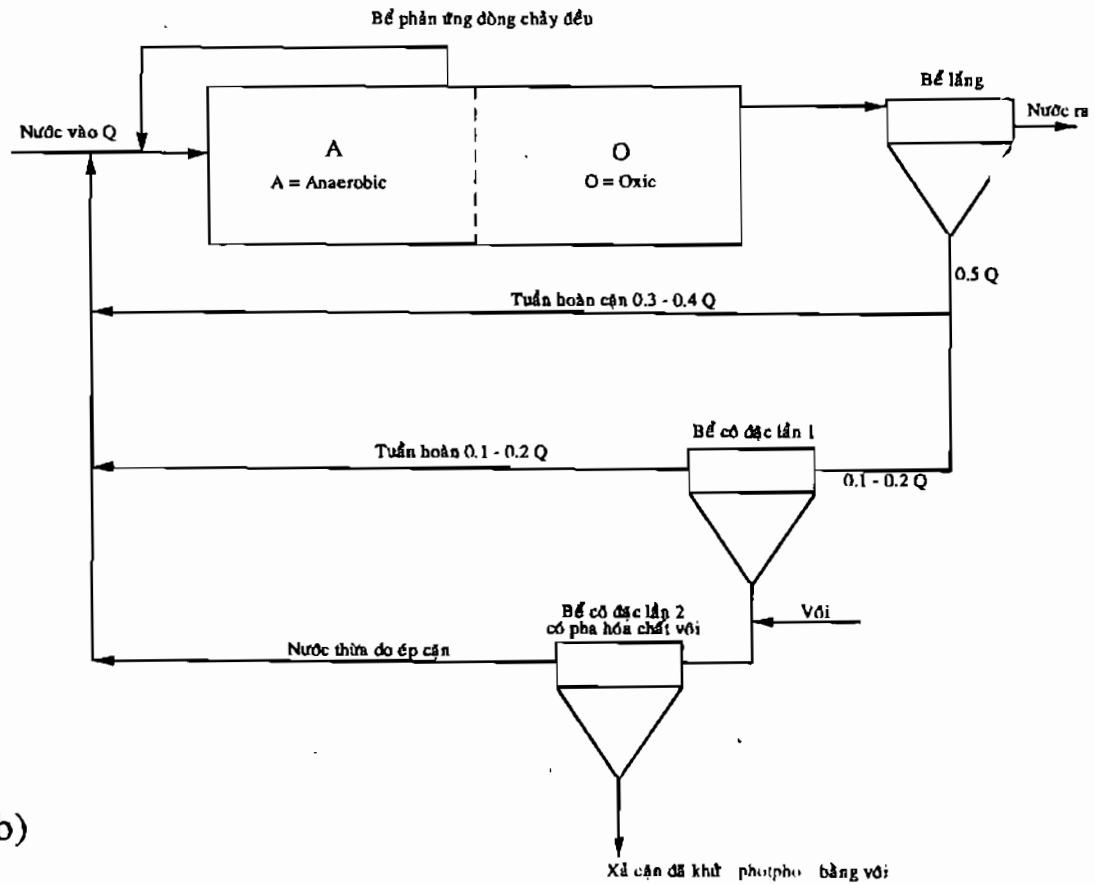 Bể phản ứng dòng chảy đều
Bể lắng
Nước vào Q
Nước ra
A
O
A = Anaerobic
O = Oxic
0.5 Q
Tuần hoàn cặn 0.3 - 0.4 Q
Bể cô đặc lần 1
Tuần hoàn 0.1 - 0.2 Q
0.1 - 0.2 Q
Bể cô đặc lần 2
có pha hóa chất vôi
Vôi
Nước thừa do ép cặn
b)
Xả cặn đã khử photpho bằng vôi